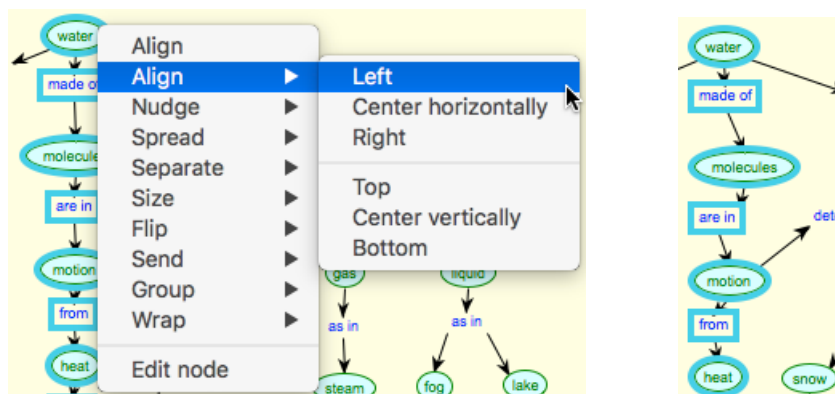 water
made of
molecule
are in
motion
from
heat
Align
Align
Nudge
Spread
Separate
Size
Flip
Send
Group
Wrap
Edit node
Left
Center horizontally
Right
Top
Center vertically
Bottom
gas
liquid
as in
as in
steam
fog
lake
water
made of
molecules
are in
det
motion
from
heat
snow